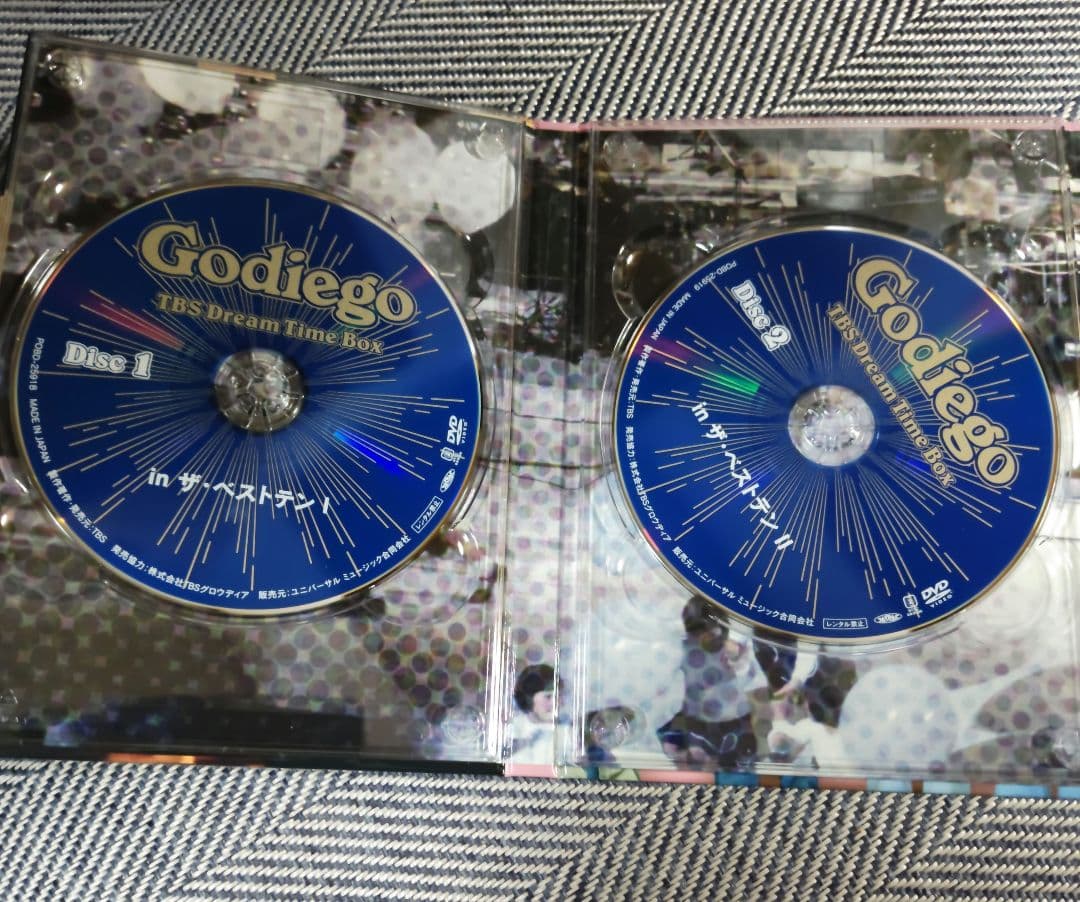 Godiego
TBS Dream Time Box
Disc 1
in ザ・ベストテン I
DVD
VIDEO
レンタル禁止
POBD-25918 MADE IN JAPAN 製作著作・発売元:TBS 発売協力:株式会社TBSグロウディア 販売元:ユニバーサル ミュージック合同会社
Godiego
TBS Dream Time Box
Disc 2
in ザ・ベストテン II
DVD
VIDEO
レンタル禁止
POBD-25919 MADE IN JAPAN 製作著作・発売元:TBS 発売協力:株式会社TBSグロウディア 販売元:ユニバーサル ミュージック合同会社